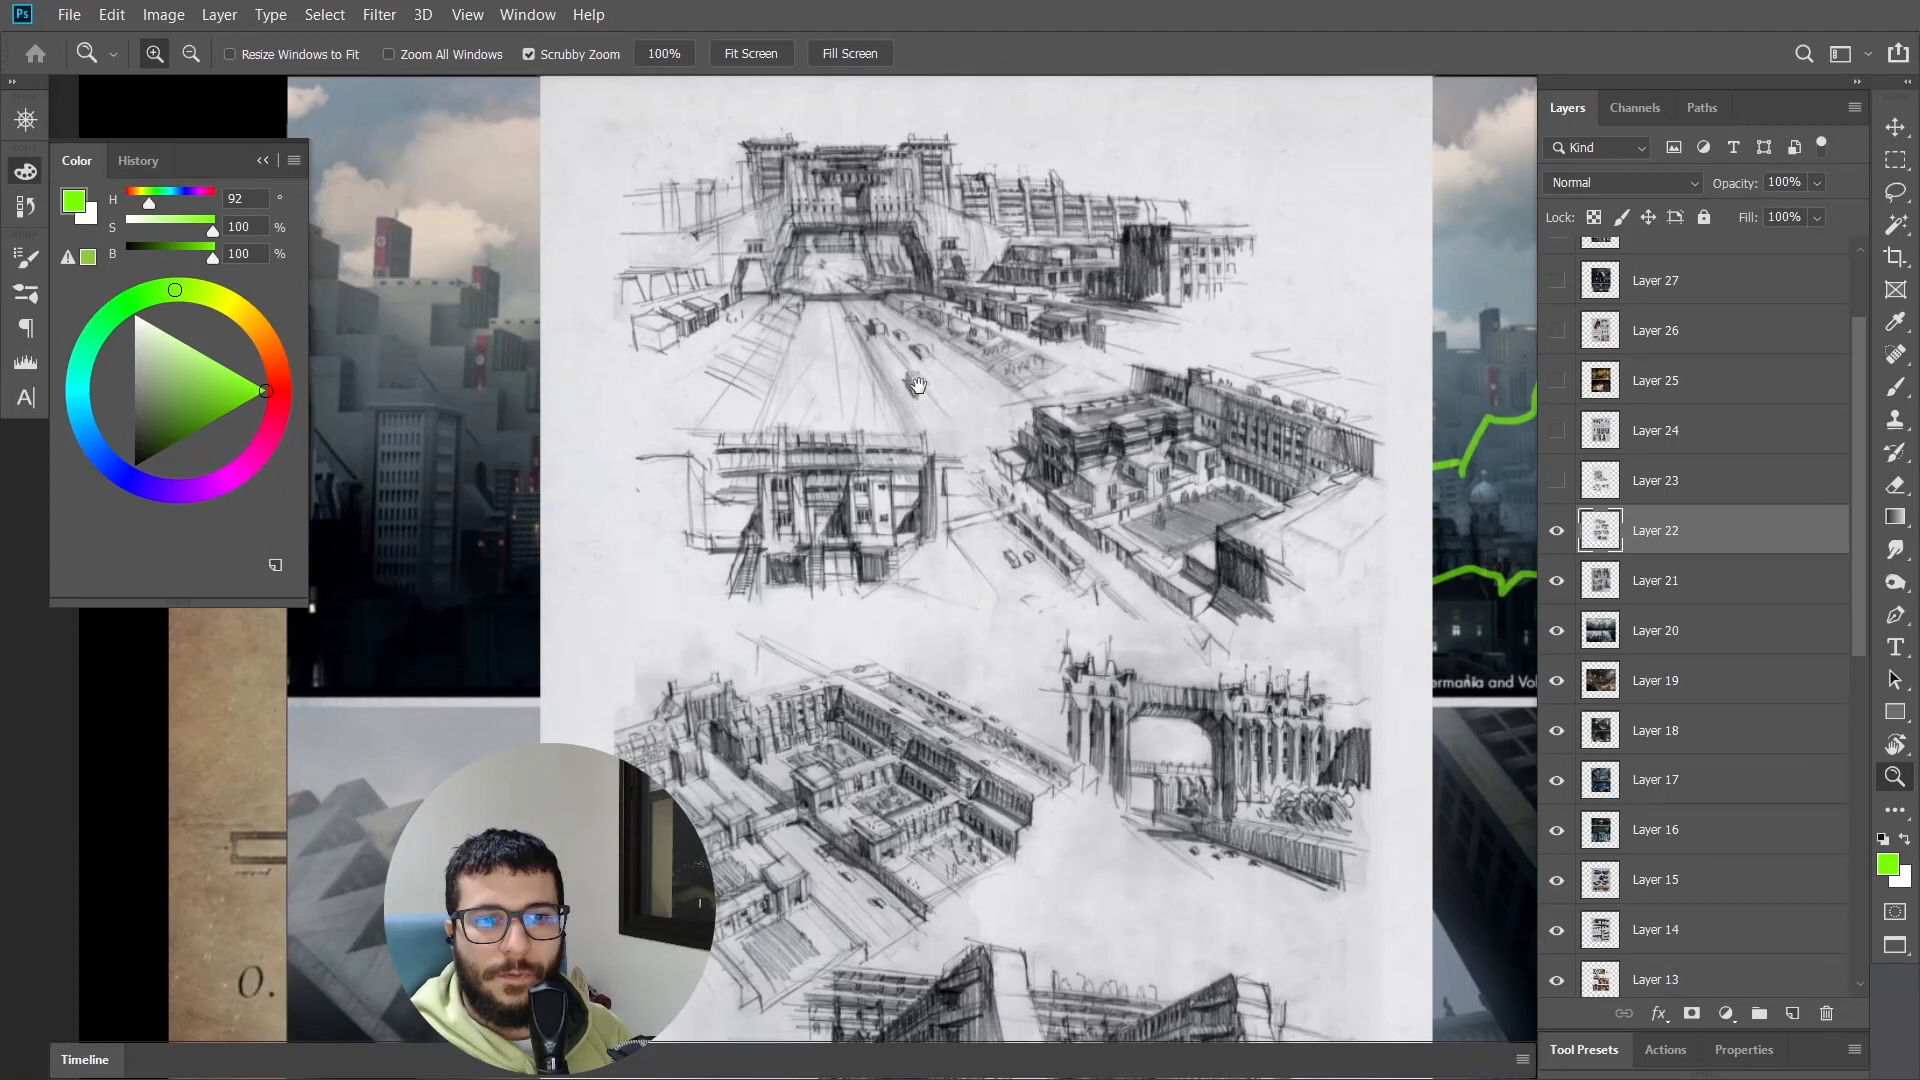 Ps File Edit Image Layer Type Select Filter 3D View Window Help
Resize Windows to Fit Zoom All Windows Scrubby Zoom 100% Fit Screen Fill Screen
Layers Channels Paths
Color History
Kind
H 92 °
S 100 %
B 100 %
Normal Opacity: 100%
Lock: Fill: 100%
Layer 27
Layer 26
Layer 25
Layer 24
Layer 23
Layer 22
Layer 21
Layer 20
Layer 19
ermania and Vol
Layer 18
Layer 17
Layer 16
Layer 15
Layer 14
Layer 13
O.
fx
Timeline
Tool Presets Actions Properties